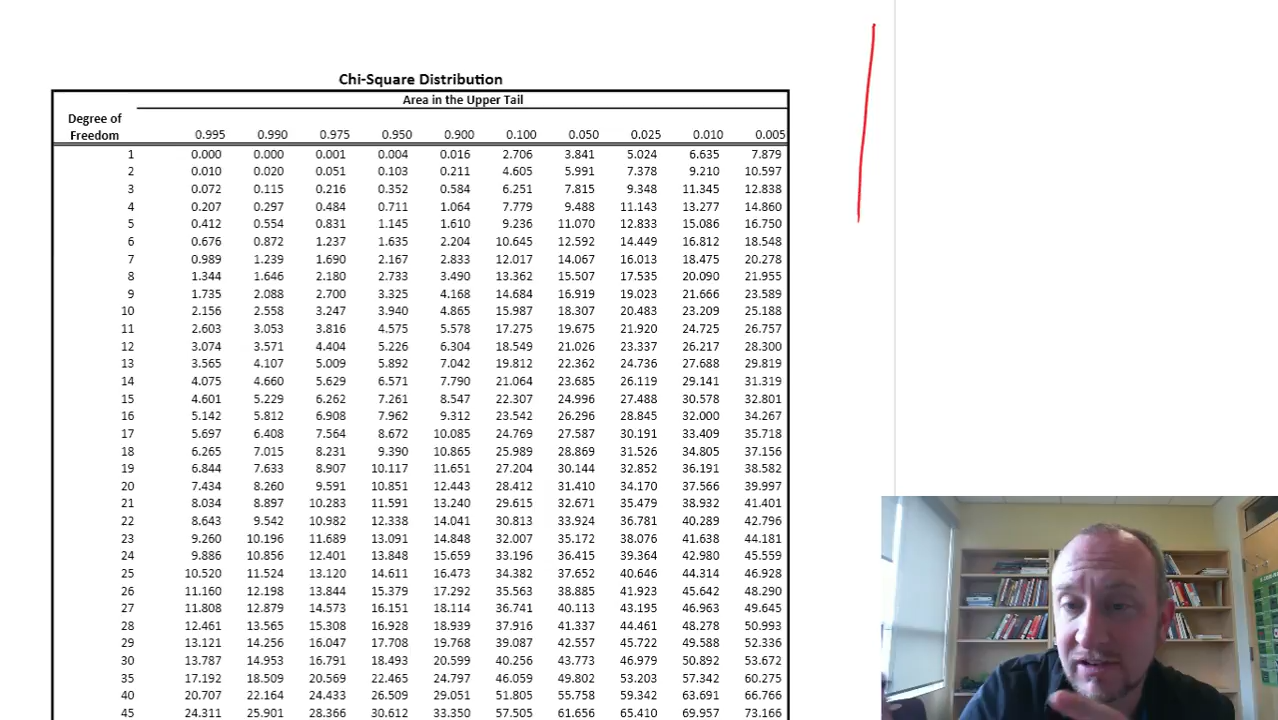 Chi-Square Distribution
Area in the Upper Tail
Degree of
Freedom 0.995 0.990 0.975 0.950 0.900 0.100 0.050 0.025 0.010 0.005
1 0.000 0.000 0.001 0.004 0.016 2.706 3.841 5.024 6.635 7.879
2 0.010 0.020 0.051 0.103 0.211 4.605 5.991 7.378 9.210 10.597
3 0.072 0.115 0.216 0.352 0.584 6.251 7.815 9.348 11.345 12.838
4 0.207 0.297 0.484 0.711 1.064 7.779 9.488 11.143 13.277 14.860
5 0.412 0.554 0.831 1.145 1.610 9.236 11.070 12.833 15.086 16.750
6 0.676 0.872 1.237 1.635 2.204 10.645 12.592 14.449 16.812 18.548
7 0.989 1.239 1.690 2.167 2.833 12.017 14.067 16.013 18.475 20.278
8 1.344 1.646 2.180 2.733 3.490 13.362 15.507 17.535 20.090 21.955
9 1.735 2.088 2.700 3.325 4.168 14.684 16.919 19.023 21.666 23.589
10 2.156 2.558 3.247 3.940 4.865 15.987 18.307 20.483 23.209 25.188
11 2.603 3.053 3.816 4.575 5.578 17.275 19.675 21.920 24.725 26.757
12 3.074 3.571 4.404 5.226 6.304 18.549 21.026 23.337 26.217 28.300
13 3.565 4.107 5.009 5.892 7.042 19.812 22.362 24.736 27.688 29.819
14 4.075 4.660 5.629 6.571 7.790 21.064 23.685 26.119 29.141 31.319
15 4.601 5.229 6.262 7.261 8.547 22.307 24.996 27.488 30.578 32.801
16 5.142 5.812 6.908 7.962 9.312 23.542 26.296 28.845 32.000 34.267
17 5.697 6.408 7.564 8.672 10.085 24.769 27.587 30.191 33.409 35.718
18 6.265 7.015 8.231 9.390 10.865 25.989 28.869 31.526 34.805 37.156
19 6.844 7.633 8.907 10.117 11.651 27.204 30.144 32.852 36.191 38.582
20 7.434 8.260 9.591 10.851 12.443 28.412 31.410 34.170 37.566 39.997
21 8.034 8.897 10.283 11.591 13.240 29.615 32.671 35.479 38.932 41.401
22 8.643 9.542 10.982 12.338 14.041 30.813 33.924 36.781 40.289 42.796
23 9.260 10.196 11.689 13.091 14.848 32.007 35.172 38.076 41.638 44.181
24 9.886 10.856 12.401 13.848 15.659 33.196 36.415 39.364 42.980 45.559
25 10.520 11.524 13.120 14.611 16.473 34.382 37.652 40.646 44.314 46.928
26 11.160 12.198 13.844 15.379 17.292 35.563 38.885 41.923 45.642 48.290
27 11.808 12.879 14.573 16.151 18.114 36.741 40.113 43.195 46.963 49.645
28 12.461 13.565 15.308 16.928 18.939 37.916 41.337 44.461 48.278 50.993
29 13.121 14.256 16.047 17.708 19.768 39.087 42.557 45.722 49.588 52.336
30 13.787 14.953 16.791 18.493 20.599 40.256 43.773 46.979 50.892 53.672
35 17.192 18.509 20.569 22.465 24.797 46.059 49.802 53.203 57.342 60.275
40 20.707 22.164 24.433 26.509 29.051 51.805 55.758 59.342 63.691 66.766
45 24.311 25.901 28.366 30.612 33.350 57.505 61.656 65.410 69.957 73.166